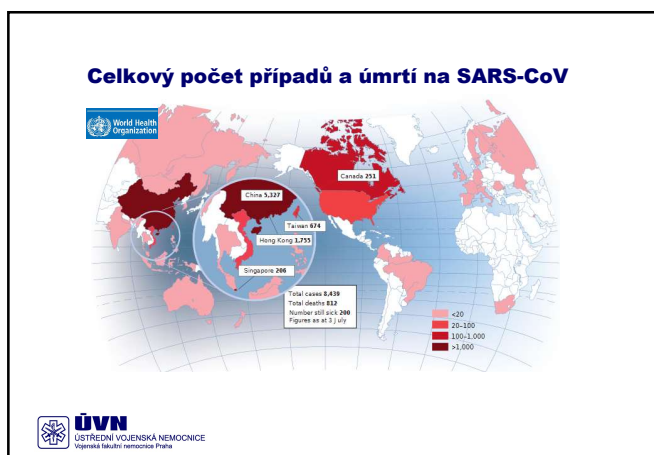 Celkový počet případů a úmrtí na SARS-CoV
World Health
Organization
Canada 251
China 5,327
Taiwan 674
Hong Kong 1,755
Singapore 206
Total cases 8,439
Total deaths 812
Number still sick 200
Figures as at 3 July
<20
20–100
100–1,000
>1,000
ÚVN
ÚSTŘEDNÍ VOJENSKÁ NEMOCNICE
Vojenská fakultní nemocnice Praha